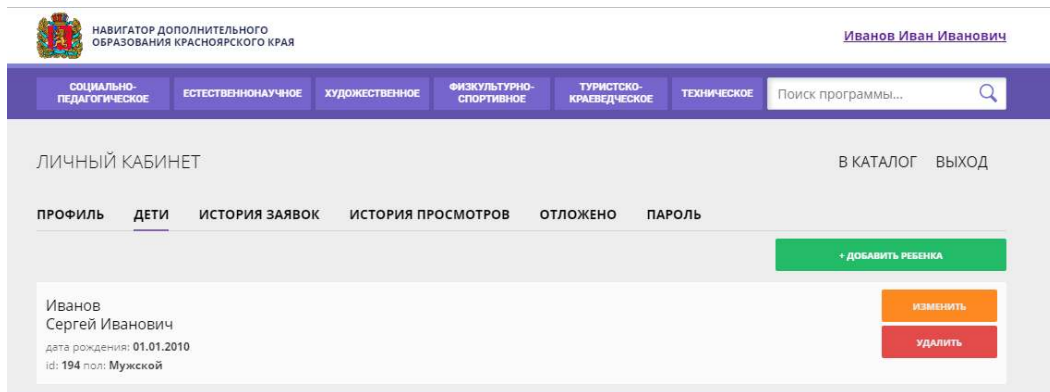 НАВИГАТОР ДОПОЛНИТЕЛЬНОГО
ОБРАЗОВАНИЯ КРАСНОЯРСКОГО КРАЯ
Иванов Иван Иванович
СОЦИАЛЬНО-
ПЕДАГОГИЧЕСКОЕ
ЕСТЕСТВЕННОНАУЧНОЕ
ХУДОЖЕСТВЕННОЕ
ФИЗКУЛЬТУРНО-
СПОРТИВНОЕ
ТУРИСТСКО-
КРАЕВЕДЧЕСКОЕ
ТЕХНИЧЕСКОЕ
Поиск программы...
ЛИЧНЫЙ КАБИНЕТ
В КАТАЛОГ ВЫХОД
ПРОФИЛЬ ДЕТИ ИСТОРИЯ ЗАЯВОК ИСТОРИЯ ПРОСМОТРОВ ОТЛОЖЕНО ПАРОЛЬ
+ ДОБАВИТЬ РЕБЕНКА
Иванов
Сергей Иванович
дата рождения: 01.01.2010
id: 194 пол: Мужской
ИЗМЕНИТЬ
УДАЛИТЬ